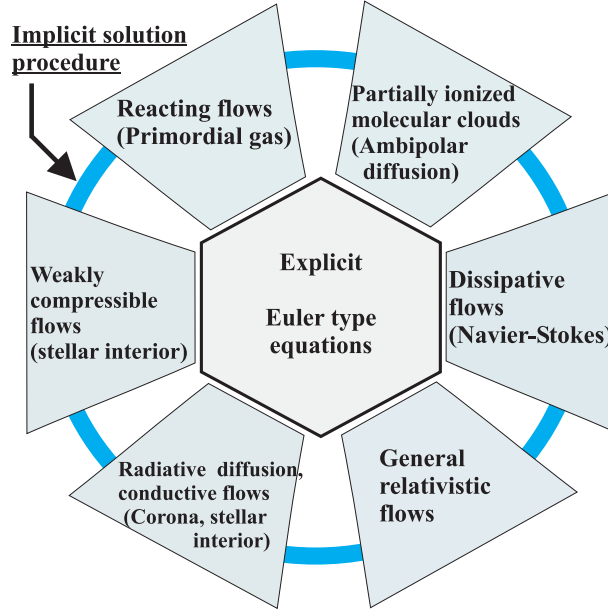 Implicit solution
procedure
Reacting flows
(Primordial gas)
Partially ionized
molecular clouds
(Ambipolar
diffusion)
Weakly
compressible
flows
(stellar interior)
Explicit
Euler type
equations
Dissipative
flows
(Navier-Stokes)
Radiative diffusion,
conductive flows
(Corona, stellar
interior)
General
relativistic
flows